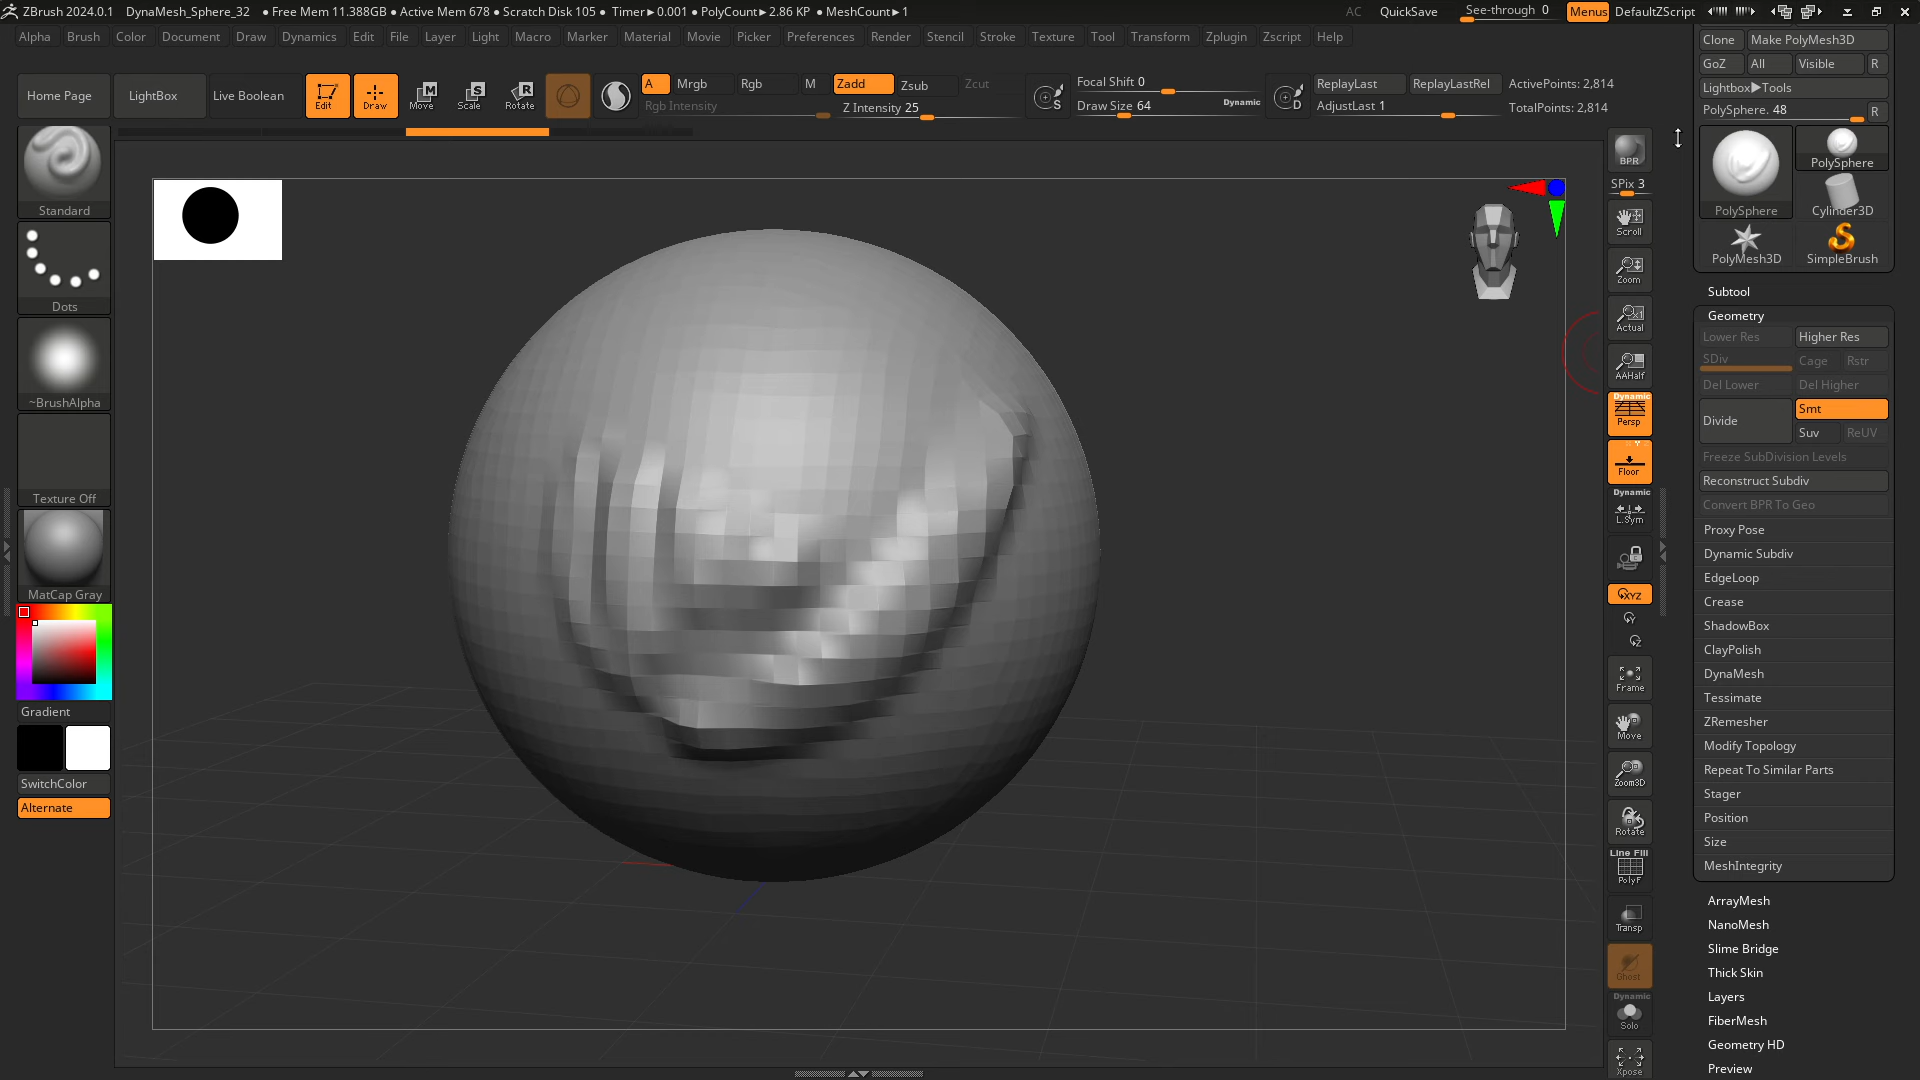 ZBrush 2024.0.1 DynaMesh_Sphere_32 ● Free Mem 11.388GB ● Active Mem 678 ● Scratch Disk 105 ● Timer►0.001 ● PolyCount►2.86 KP ● MeshCount►1 AC QuickSave See-through 0 Menus DefaultZScript
Alpha Brush Color Document Draw Dynamics Edit File Layer Light Macro Marker Material Movie Picker Preferences Render Stencil Stroke Texture Tool Transform Zplugin Zscript Help
Home Page LightBox Live Boolean Edit Draw Move Scale Rotate
M S R
A Mrgb Rgb M Zadd Zsub Zcut
Rgb Intensity Z Intensity 25
S Focal Shift 0
Draw Size 64 Dynamic
D ReplayLast ReplayLastRel ActivePoints: 2,814
AdjustLast 1 TotalPoints: 2,814
Standard
Dots
~BrushAlpha
Texture Off
MatCap Gray
Gradient
SwitchColor
Alternate
BPR
SPix 3
Scroll
Zoom
Actual
AAHalf
Dynamic
Persp
Floor
Dynamic
L.Sym
XYZ
Y
Z
Frame
Move
Zoom3D
Rotate
Line Fill
PolyF
Transp
Ghost
Dynamic
Solo
Xpose
Clone Make PolyMesh3D
GoZ All Visible R
Lightbox►Tools
PolySphere. 48 R
PolySphere PolySphere
Cylinder3D
PolyMesh3D SimpleBrush
Subtool
Geometry
Lower Res Higher Res
SDiv Cage Rstr
Del Lower Del Higher
Divide Smt
Suv ReUV
Freeze SubDivision Levels
Reconstruct Subdiv
Convert BPR To Geo
Proxy Pose
Dynamic Subdiv
EdgeLoop
Crease
ShadowBox
ClayPolish
DynaMesh
Tessimate
ZRemesher
Modify Topology
Repeat To Similar Parts
Stager
Position
Size
MeshIntegrity
ArrayMesh
NanoMesh
Slime Bridge
Thick Skin
Layers
FiberMesh
Geometry HD
Preview